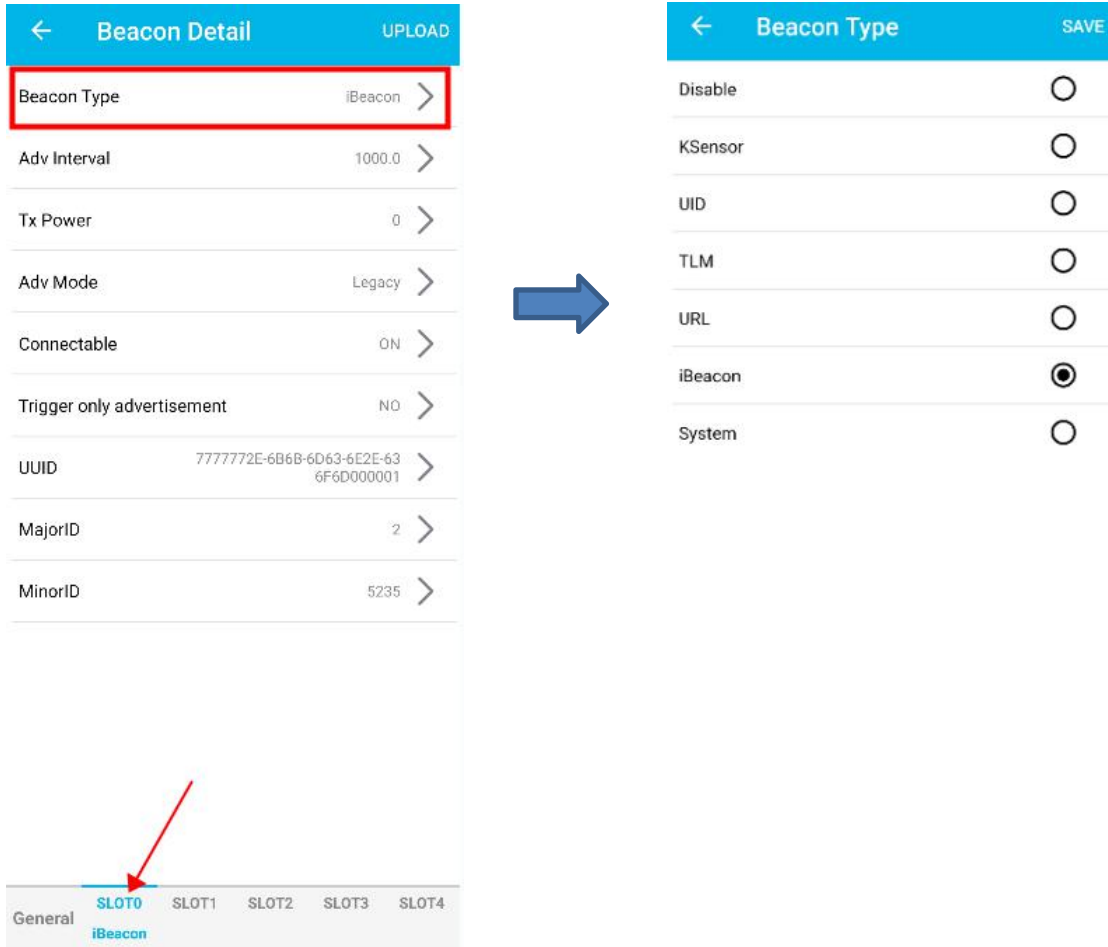 Beacon Detail UPLOAD
Beacon Type iBeacon
Adv Interval 1000.0
Tx Power 0
Adv Mode Legacy
Connectable ON
Trigger only advertisement NO
UUID 7777772E-6B6B-6D63-6E2E-63
6F6D000001
MajorID 2
MinorID 5235
General SLOT0 SLOT1 SLOT2 SLOT3 SLOT4
iBeacon
Beacon Type SAVE
Disable
KSensor
UID
TLM
URL
iBeacon
System